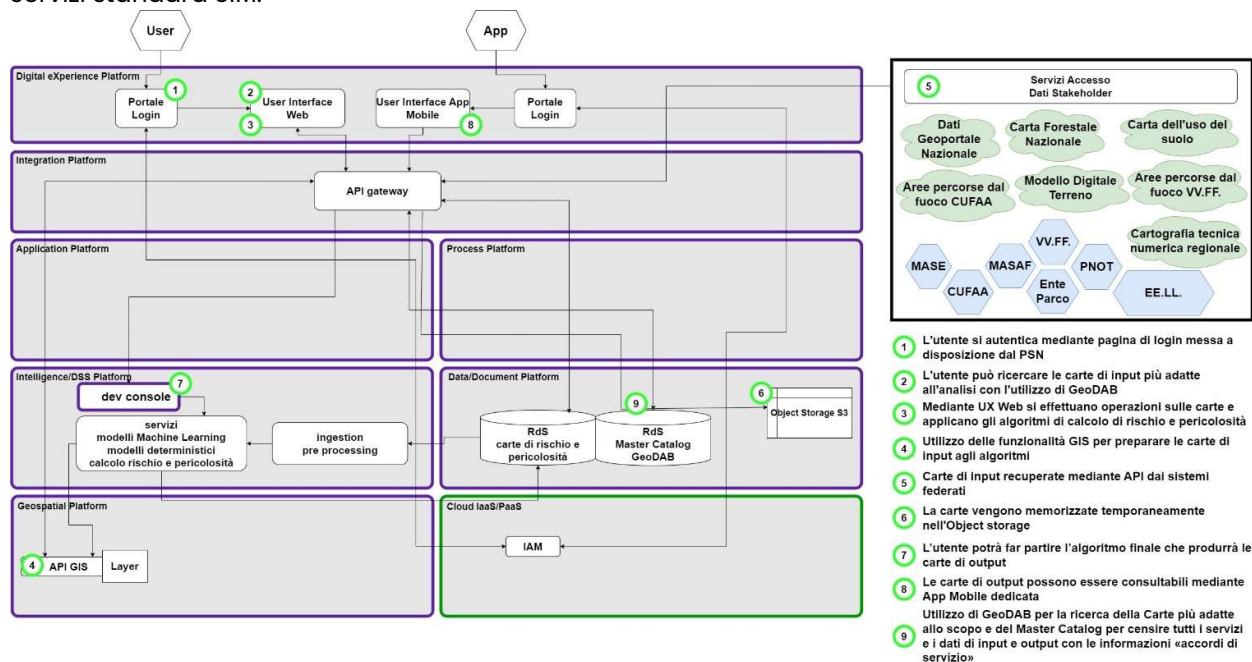 servizi standard SIM.
User
App
Digital eXperience Platform
1
Portale
Login
2
User Interface
Web
3
User Interface App
Mobile
8
Portale
Login
Integration Platform
API gateway
Application Platform
Process Platform
Intelligence/DSS Platform
7
dev console
servizi
modelli Machine Learning
modelli deterministici
calcolo rischio e pericolosità
ingestion
pre processing
Data/Document Platform
9
6
RdS
carte di rischio e
pericolosità
RdS
Master Catalog
GeoDAB
Object Storage S3
Geospatial Platform
4
API GIS
Layer
Cloud IaaS/PaaS
IAM
5
Servizi Accesso
Dati Stakeholder
Dati
Geoportale
Nazionale
Carta Forestale
Nazionale
Carta dell'uso del
suolo
Aree percorse dal
fuoco CUFAA
Modello Digitale
Terreno
Aree percorse dal
fuoco VV.FF.
Cartografia tecnica
numerica regionale
MASE
CUFAA
MASAF
VV.FF.
Ente
Parco
PNOT
EE.LL.
1
L'utente si autentica mediante pagina di login messa a
disposizione dal PSN
2
L'utente può ricercare le carte di input più adatte
all'analisi con l'utilizzo di GeoDAB
3
Mediante UX Web si effettuano operazioni sulle carte e
applicano gli algoritmi di calcolo di rischio e pericolosità
4
Utilizzo delle funzionalità GIS per preparare le carte di
input agli algoritmi
5
Carte di input recuperate mediante API dai sistemi
federati
6
La carte vengono memorizzate temporaneamente
nell'Object storage
7
L'utente potrà far partire l'algoritmo finale che produrrà le
carte di output
8
Le carte di output possono essere consultabili mediante
App Mobile dedicata
9
Utilizzo di GeoDAB per la ricerca della Carte più adatte
allo scopo e del Master Catalog per censire tutti i servizi
e i dati di input e output con le informazioni «accordi di
servizio»